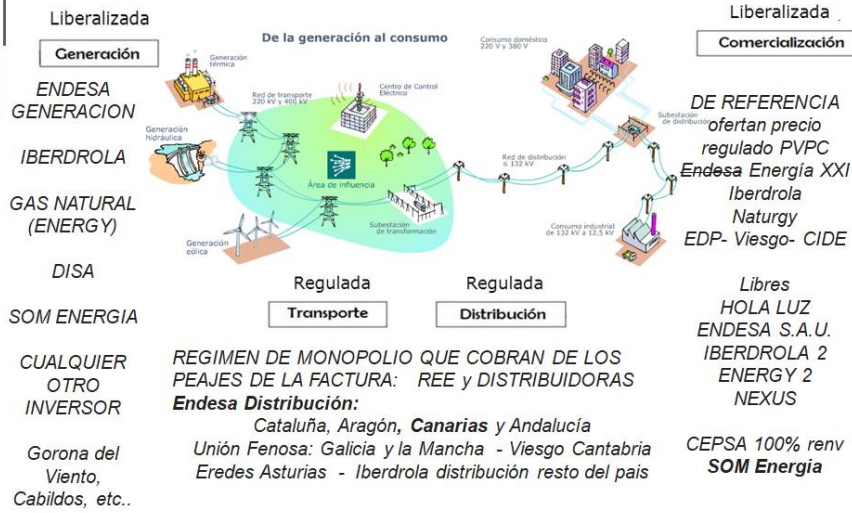 Liberalizada
Generación
ENDESA
GENERACION
IBERDROLA
GAS NATURAL
(ENERGY)
DISA
SOM ENERGIA
CUALQUIER
OTRO
INVERSOR
Gorona del
Viento,
Cabildos, etc..
De la generación al consumo
Generación
térmica
Red de transporte
220 kV y 400 kV
Centro de Control
Eléctrico
Consumo doméstico
220 V y 380 V
Generación
hidráulica
Área de influencia
Subestación
de distribución
Red de distribución
≤ 132 kV
Generación
eólica
Subestación
de transformación
Consumo industrial
de 132 kV a 12,5 kV
Regulada
Transporte
Regulada
Distribución
REGIMEN DE MONOPOLIO QUE COBRAN DE LOS
PEAJES DE LA FACTURA: REE y DISTRIBUIDORAS
Endesa Distribución:
Cataluña, Aragón, Canarias y Andalucía
Unión Fenosa: Galicia y la Mancha - Viesgo Cantabria
Eredes Asturias - Iberdrola distribución resto del pais
Liberalizada
Comercialización
DE REFERENCIA
ofertan precio
regulado PVPC
Endesa Energía XXI
Iberdrola
Naturgy
EDP- Viesgo- CIDE
Libres
HOLA LUZ
ENDESA S.A.U.
IBERDROLA 2
ENERGY 2
NEXUS
CEPSA 100% renv
SOM Energia